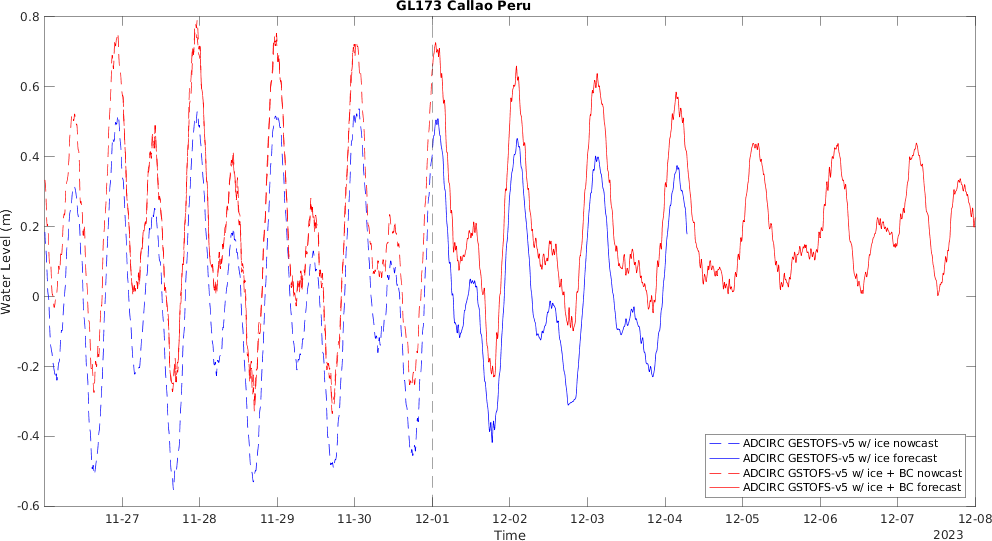 GL173 Callao Peru
Water Level (m)
0.8
0.6
0.4
0.2
0
-0.2
-0.4
-0.6
11-27 11-28 11-29 11-30 12-01 12-02 12-03 12-04 12-05 12-06 12-07 12-08
Time
2023
ADCIRC GESTOFS-v5 w/ ice nowcast
ADCIRC GESTOFS-v5 w/ ice forecast
ADCIRC GSTOFS-v5 w/ ice + BC nowcast
ADCIRC GSTOFS-v5 w/ ice + BC forecast